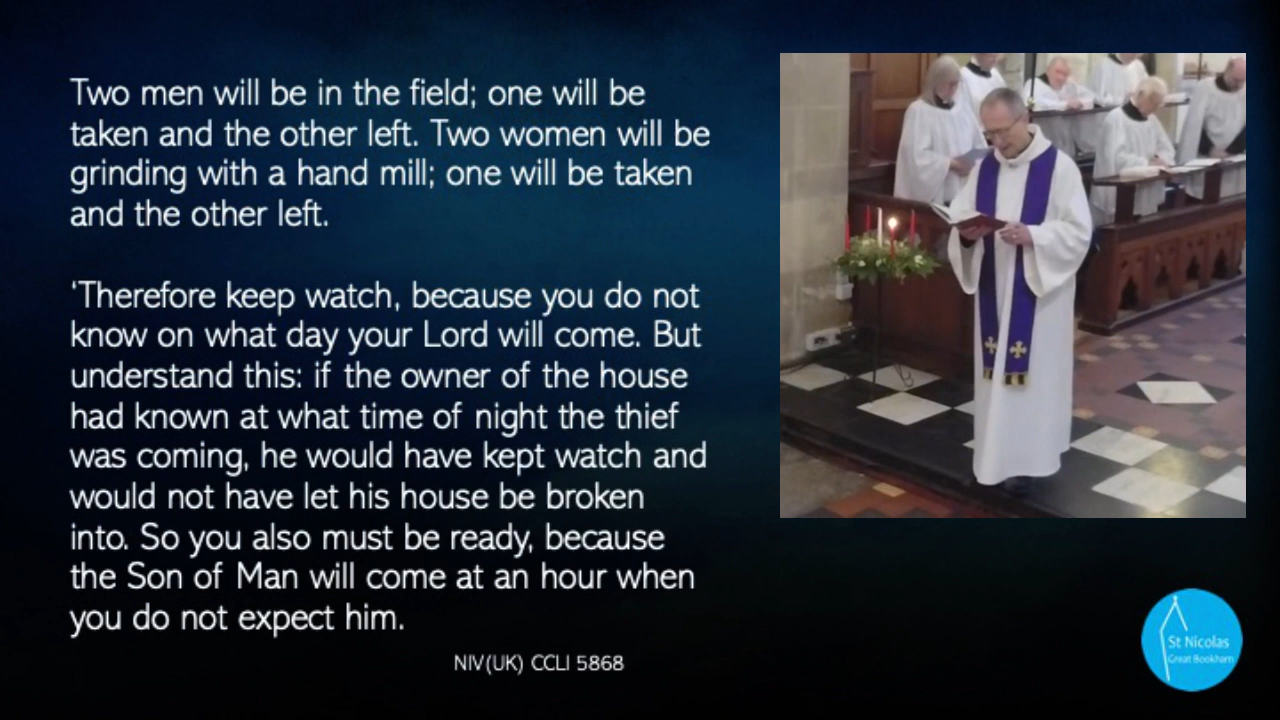 Two men will be in the field; one will be
taken and the other left. Two women will be
grinding with a hand mill; one will be taken
and the other left.
‘Therefore keep watch, because you do not
know on what day your Lord will come. But
understand this: if the owner of the house
had known at what time of night the thief
was coming, he would have kept watch and
would not have let his house be broken
into. So you also must be ready, because
the Son of Man will come at an hour when
you do not expect him.
NIV(UK) CCLI 5868
St Nicolas
Great Bookham